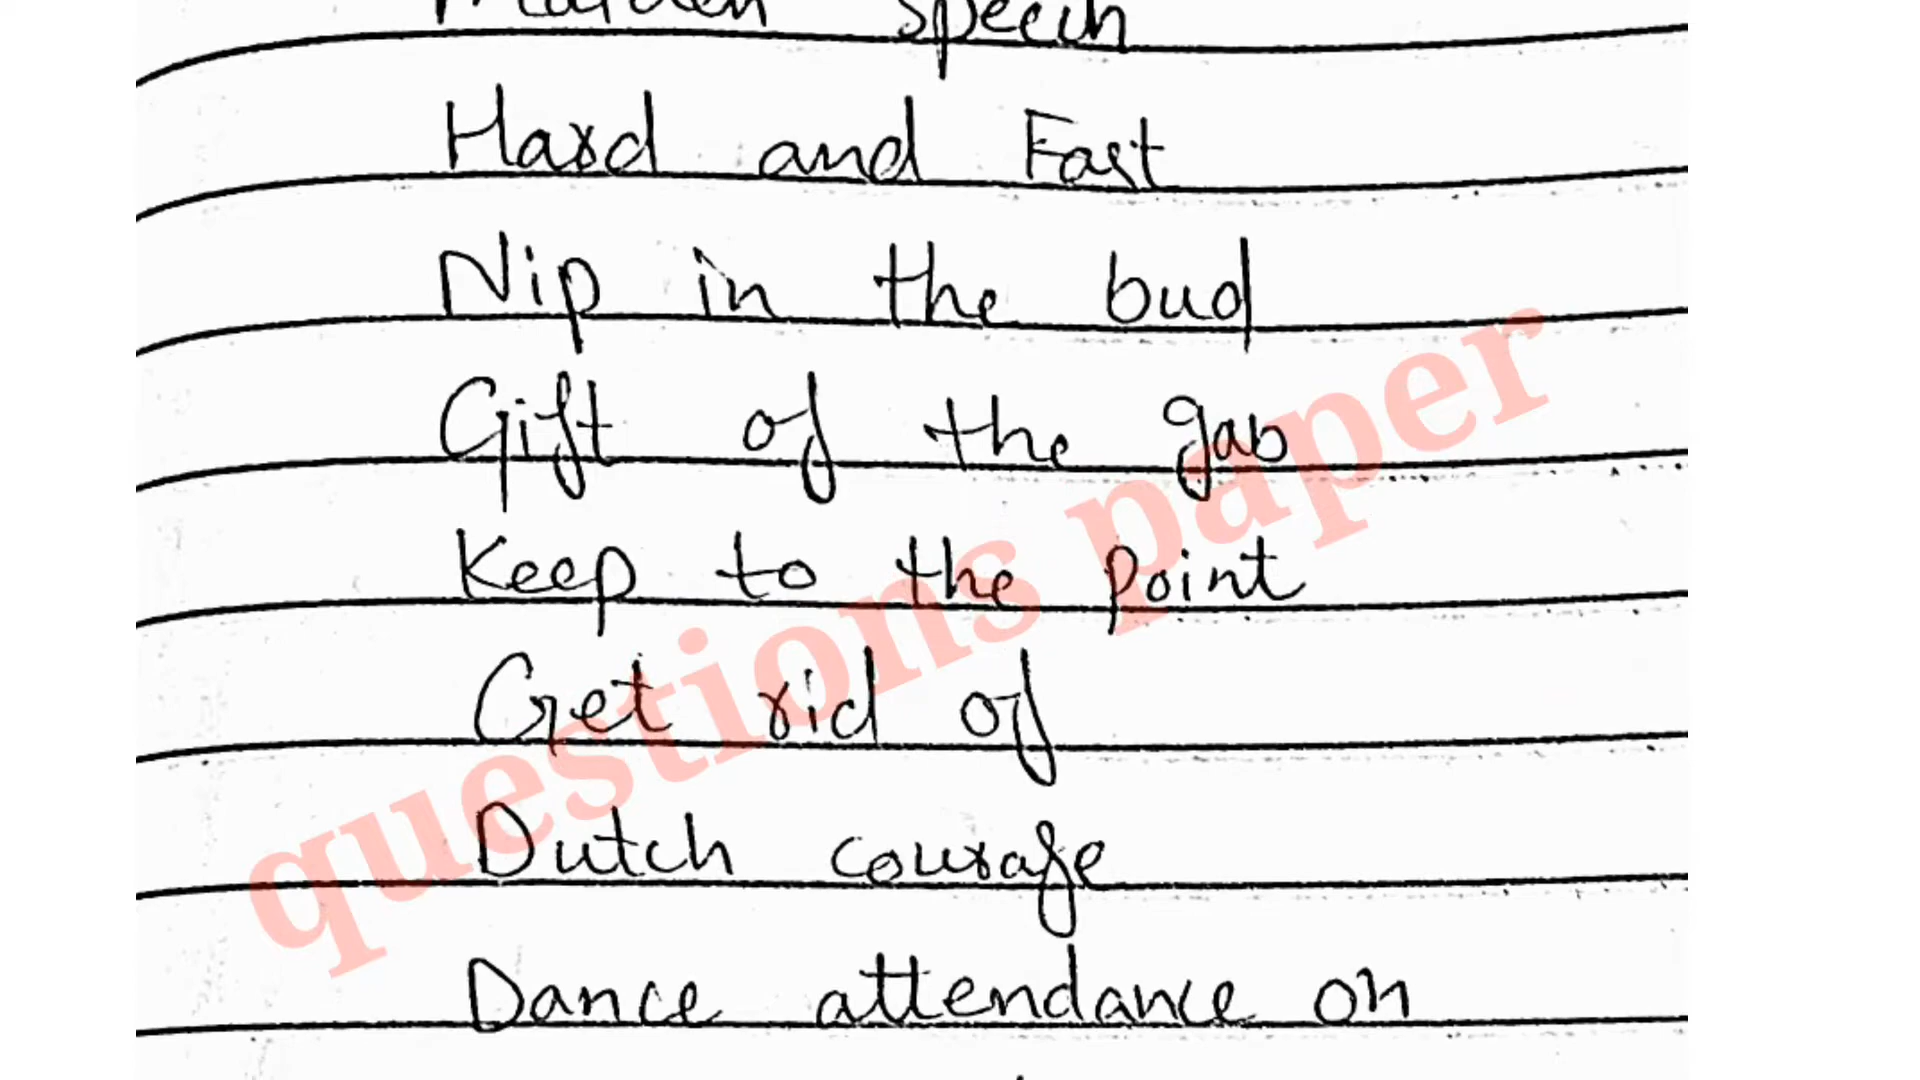 Maiden speech
Hard and Fast
Nip in the bud
Gift of the gab
Keep to the point
Get rid of
Dutch courage
Dance attendance on
questions paper